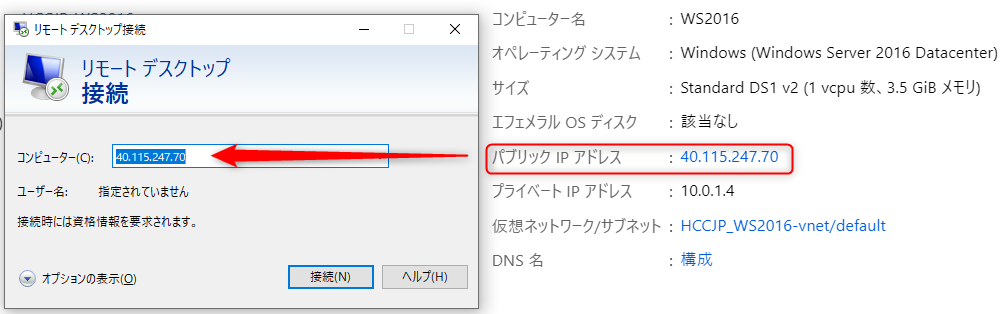 リモート デスクトップ接続
リモート デスクトップ
接続
コンピューター(C):
40.115.247.70
ユーザー名: 指定されていません
接続時には資格情報を要求されます。
オプションの表示(O)
接続(N)
ヘルプ(H)
コンピューター名 : WS2016
オペレーティング システム : Windows (Windows Server 2016 Datacenter)
サイズ : Standard DS1 v2 (1 vcpu 数、3.5 GiB メモリ)
エフェメラル OS ディスク : 該当なし
パブリック IP アドレス : 40.115.247.70
プライベート IP アドレス : 10.0.1.4
仮想ネットワーク/サブネット : HCCJP_WS2016-vnet/default
DNS 名 : 構成